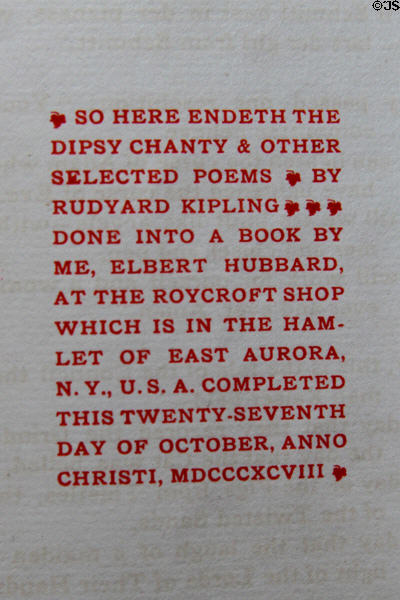 ©JS
SO HERE ENDETH THE
DIPSY CHANTY & OTHER
SELECTED POEMS BY
RUDYARD KIPLING
DONE INTO A BOOK BY
ME, ELBERT HUBBARD,
AT THE ROYCROFT SHOP
WHICH IS IN THE HAM-
LET OF EAST AURORA,
N. Y., U. S. A. COMPLETED
THIS TWENTY-SEVENTH
DAY OF OCTOBER, ANNO
CHRISTI, MDCCCXCVIII